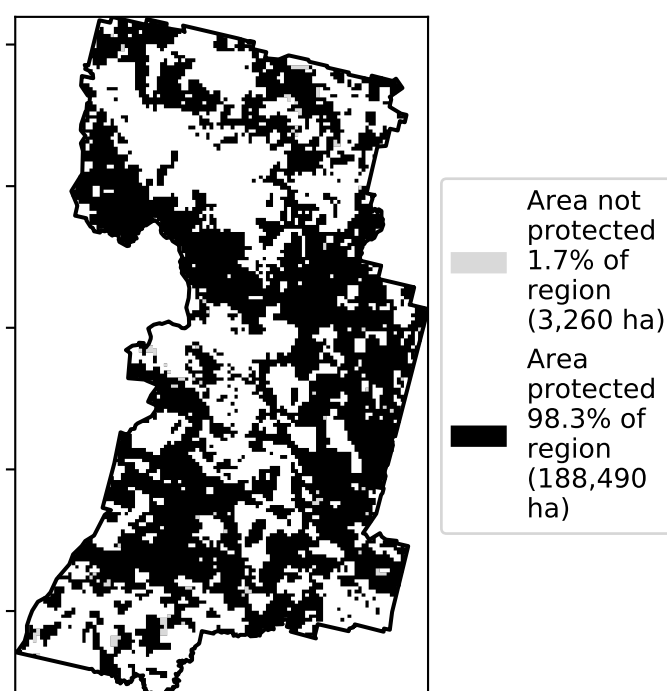 Area not
protected
1.7% of
region
(3,260 ha)
Area
protected
98.3% of
region
(188,490
ha)